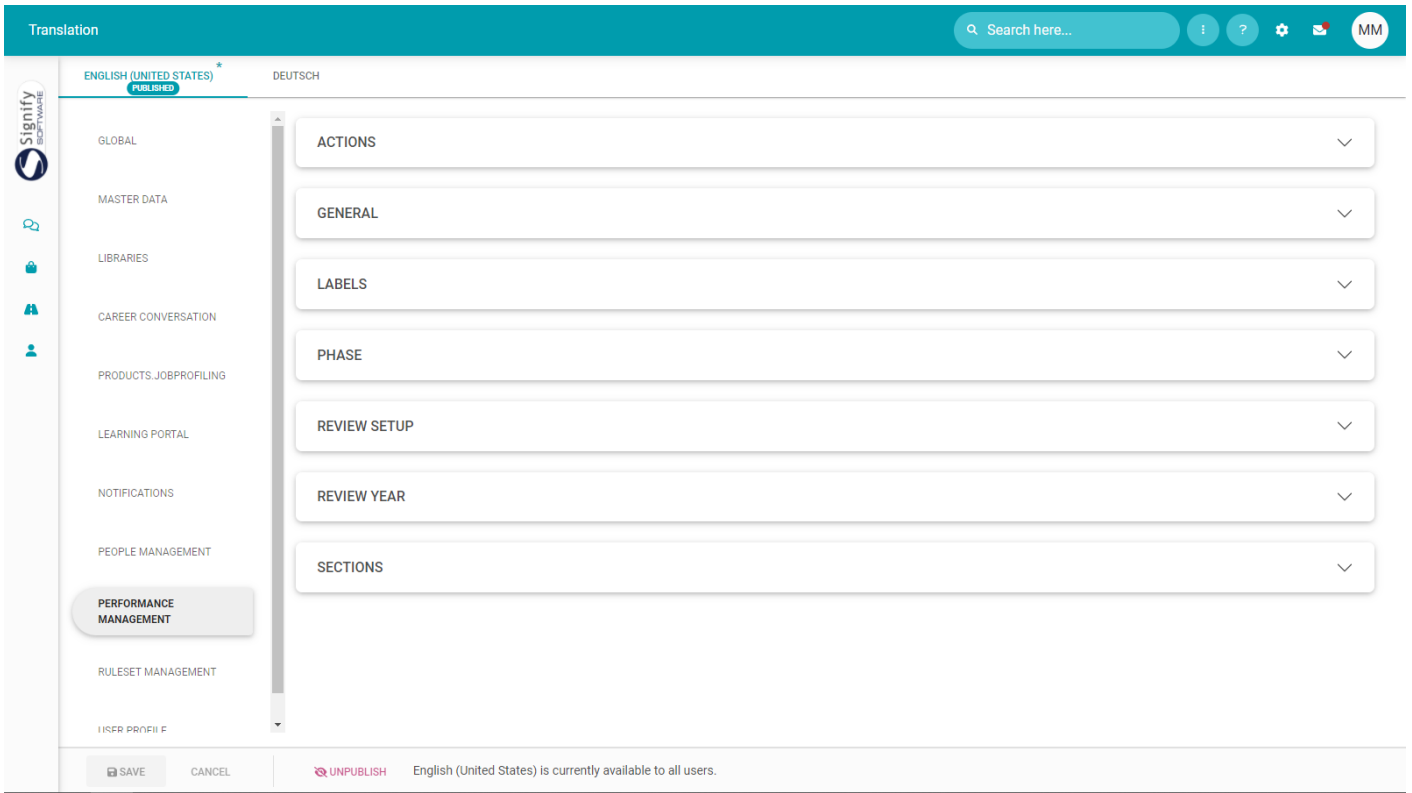 Translation
Search here...
?
MM
ENGLISH (UNITED STATES) *
PUBLISHED
DEUTSCH
Signify
SOFTWARE
GLOBAL
MASTER DATA
LIBRARIES
CAREER CONVERSATION
PRODUCTS.JOBPROFILING
LEARNING PORTAL
NOTIFICATIONS
PEOPLE MANAGEMENT
PERFORMANCE
MANAGEMENT
RULESET MANAGEMENT
USER PROFILE
ACTIONS
GENERAL
LABELS
PHASE
REVIEW SETUP
REVIEW YEAR
SECTIONS
SAVE
CANCEL
UNPUBLISH
English (United States) is currently available to all users.